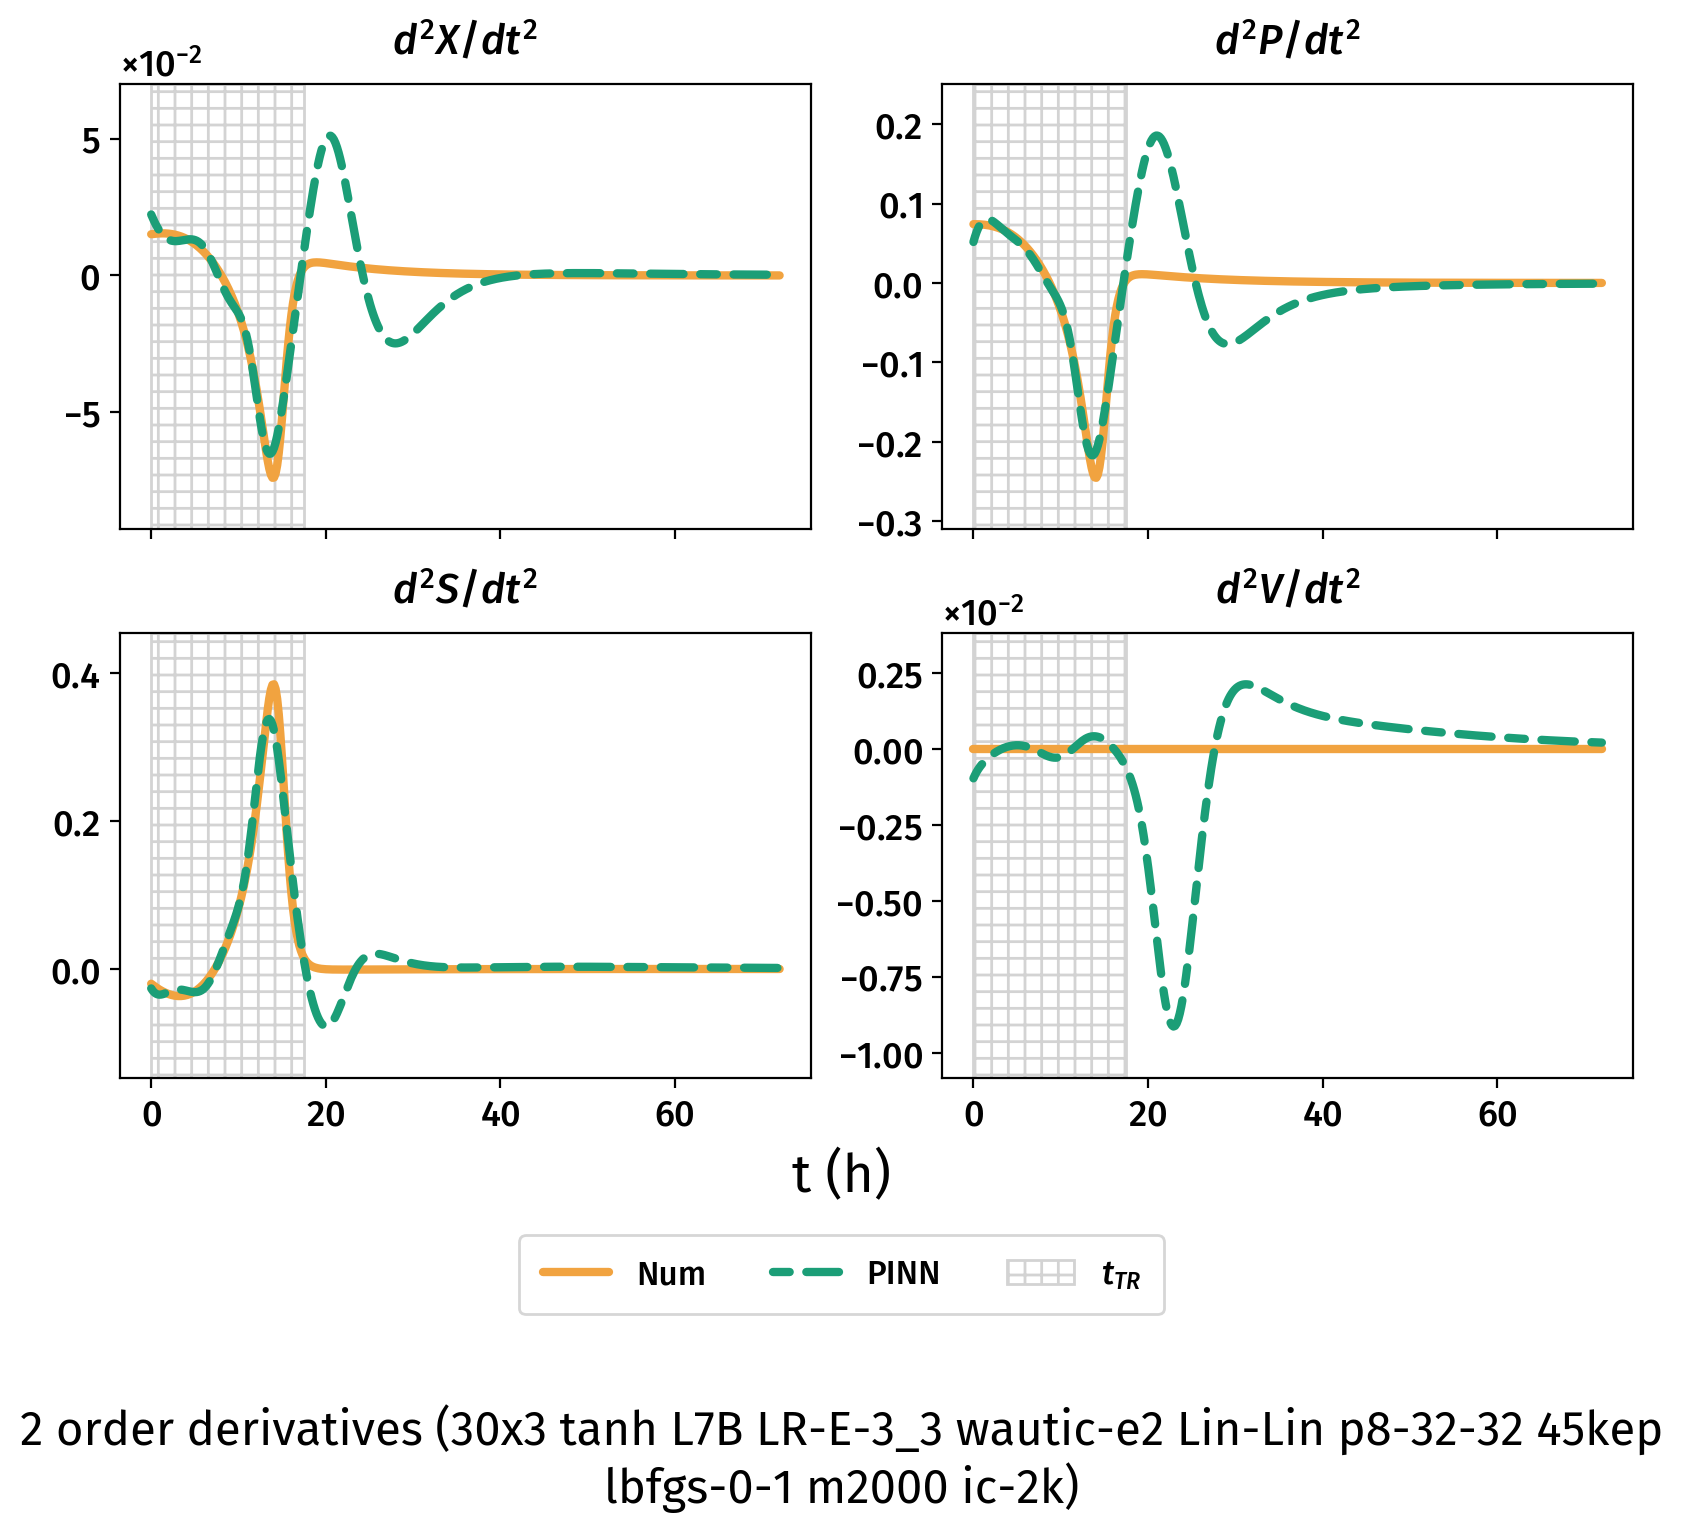 d²X/dt²
×10⁻²
5
0
−5
d²P/dt²
0.2
0.1
0.0
−0.1
−0.2
−0.3
d²S/dt²
0.4
0.2
0.0
0 20 40 60
d²V/dt²
×10⁻²
0.25
0.00
−0.25
−0.50
−0.75
−1.00
0 20 40 60
t (h)
Num PINN t_TR
2 order derivatives (30x3 tanh L7B LR-E-3_3 wautic-e2 Lin-Lin p8-32-32 45kep
lbfgs-0-1 m2000 ic-2k)